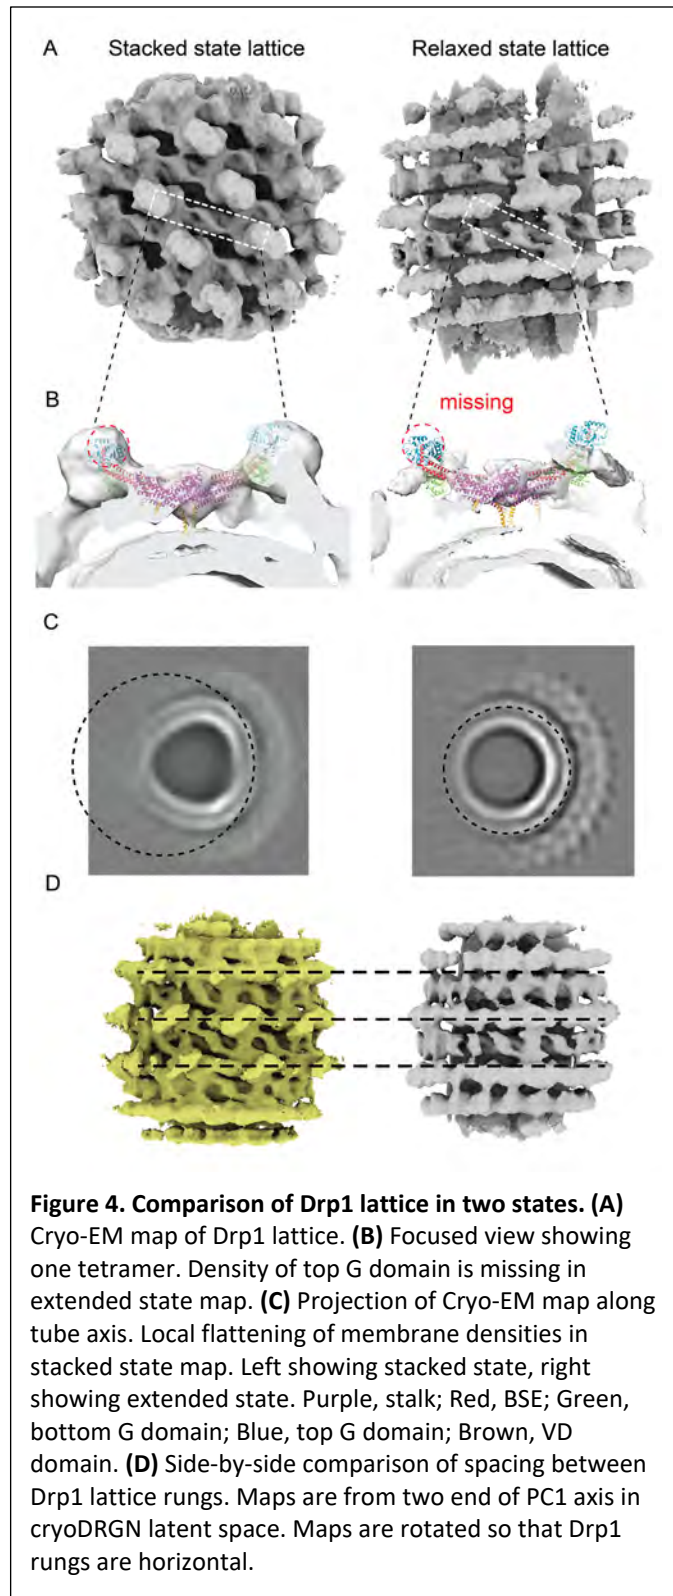 A
Stacked state lattice
Relaxed state lattice
B
missing
C
D
Figure 4. Comparison of Drp1 lattice in two states. (A)
Cryo-EM map of Drp1 lattice. (B) Focused view showing
one tetramer. Density of top G domain is missing in
extended state map. (C) Projection of Cryo-EM map along
tube axis. Local flattening of membrane densities in
stacked state map. Left showing stacked state, right
showing extended state. Purple, stalk; Red, BSE; Green,
bottom G domain; Blue, top G domain; Brown, VD
domain. (D) Side-by-side comparison of spacing between
Drp1 lattice rungs. Maps are from two end of PC1 axis in
cryoDRGN latent space. Maps are rotated so that Drp1
rungs are horizontal.